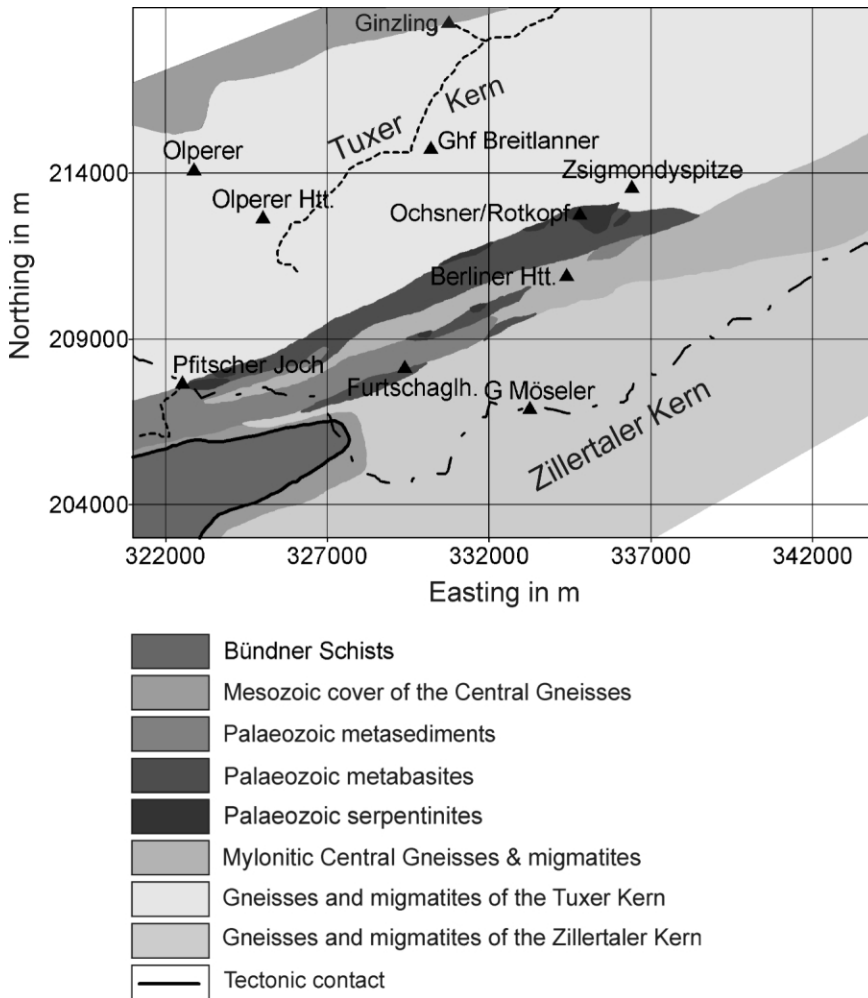 Ginzling
Tuxer Kern
Olperer
Ghf Breitlanner
Zsigmondyspitze
Olperer Htt.
Ochsner/Rotkopf
Berliner Htt.
Pfitscher Joch
Furtschaglh.
G Möseler
Zillertaler Kern
Northing in m
214000
209000
204000
322000 327000 332000 337000 342000
Easting in m
Bündner Schists
Mesozoic cover of the Central Gneisses
Palaeozoic metasediments
Palaeozoic metabasites
Palaeozoic serpentinites
Mylonitic Central Gneisses & migmatites
Gneisses and migmatites of the Tuxer Kern
Gneisses and migmatites of the Zillertaler Kern
Tectonic contact